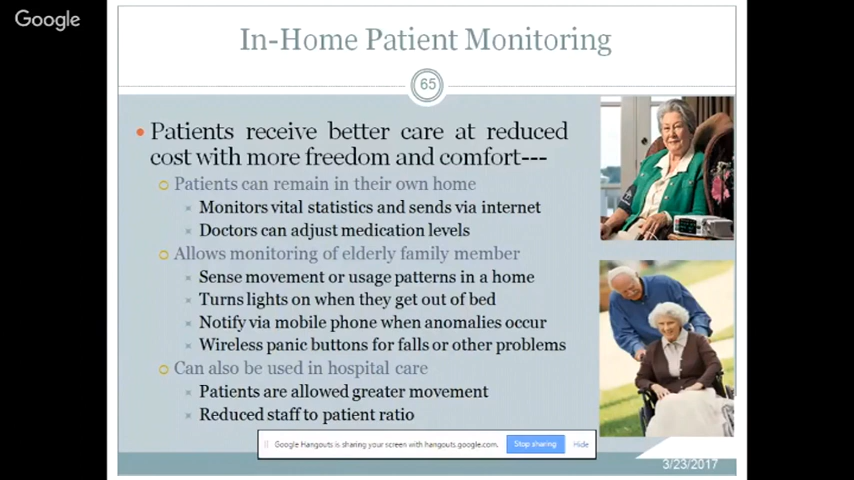 Google
In-Home Patient Monitoring
65
Patients receive better care at reduced
cost with more freedom and comfort---
Patients can remain in their own home
Monitors vital statistics and sends via internet
Doctors can adjust medication levels
Allows monitoring of elderly family member
Sense movement or usage patterns in a home
Turns lights on when they get out of bed
Notify via mobile phone when anomalies occur
Wireless panic buttons for falls or other problems
Can also be used in hospital care
Patients are allowed greater movement
Reduced staff to patient ratio
Google Hangouts is sharing your screen with hangouts.google.com.
Stop sharing
Hide
3/23/2017